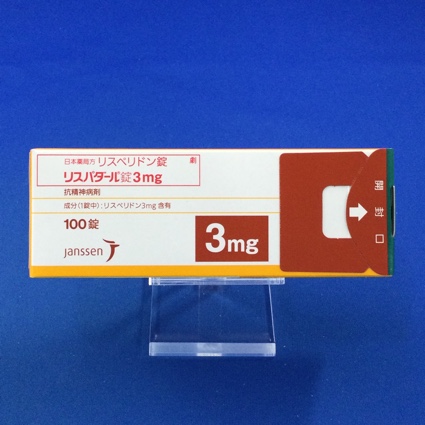 日本薬局方 リスペリドン錠
劇
リスパダール錠3mg
抗精神病剤
成分(1錠中):リスペリドン3mg 含有
100錠
janssen
3mg
開封口